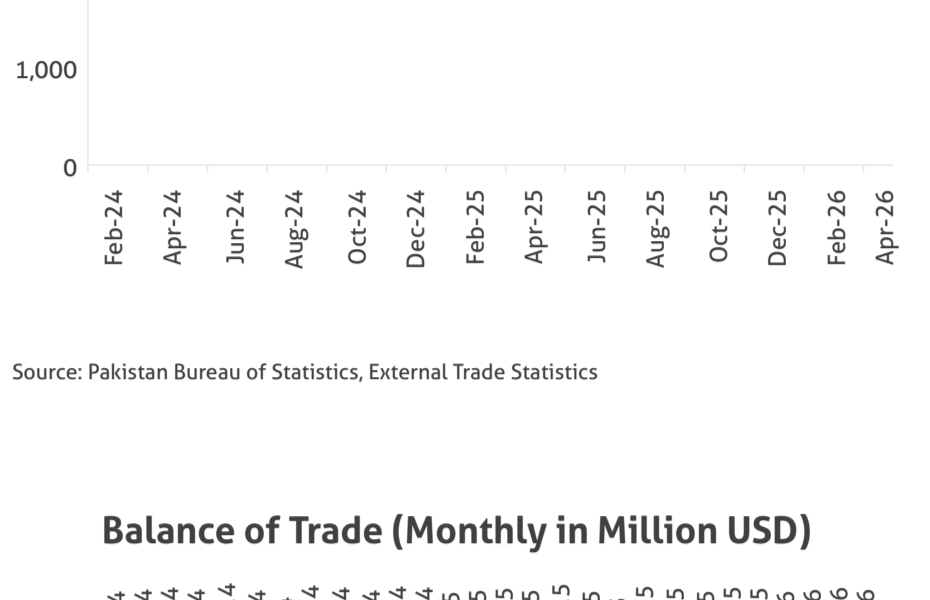 1,000
0
Feb-24
Apr-24
Jun-24
Aug-24
Oct-24
Dec-24
Feb-25
Apr-25
Jun-25
Aug-25
Oct-25
Dec-25
Feb-26
Apr-26
Source: Pakistan Bureau of Statistics, External Trade Statistics
Balance of Trade (Monthly in Million USD)